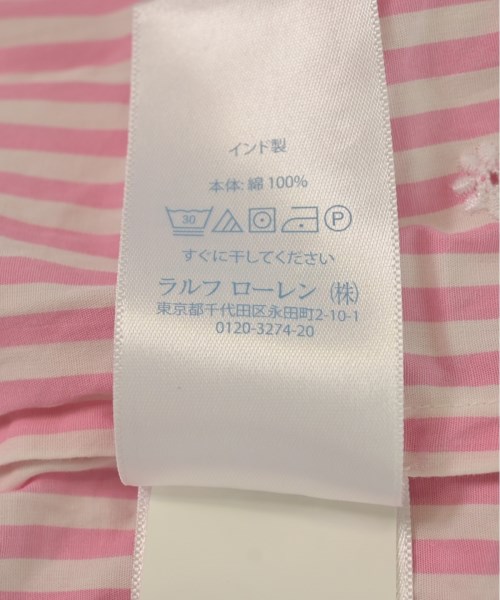 インド製
本体: 綿 100%
30 P
すぐに干してください
ラルフ ローレン (株)
東京都千代田区永田町2-10-1
0120-3274-20